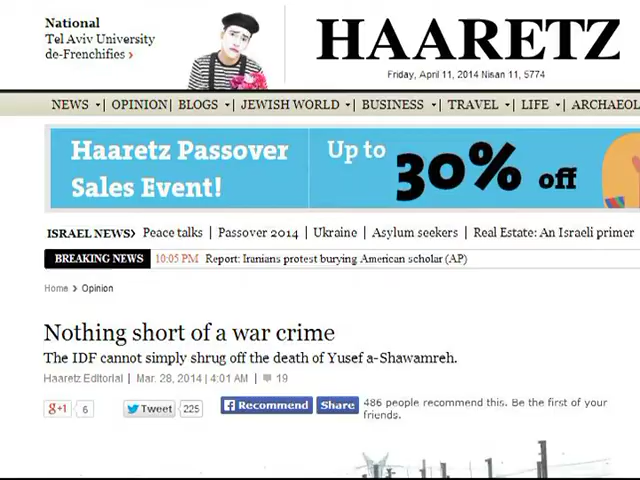 National
Tel Aviv University
de-Frenchifies ›
HAARETZ
Friday, April 11, 2014 Nisan 11, 5774
NEWS | OPINION | BLOGS | JEWISH WORLD | BUSINESS | TRAVEL | LIFE | ARCHAEOL
Haaretz Passover
Sales Event!
Up to
30% off
ISRAEL NEWS› Peace talks | Passover 2014 | Ukraine | Asylum seekers | Real Estate: An Israeli primer
BREAKING NEWS 10:05 PM Report: Iranians protest burying American scholar (AP)
Home › Opinion
Nothing short of a war crime
The IDF cannot simply shrug off the death of Yusef a-Shawamreh.
Haaretz Editorial | Mar. 28, 2014 | 4:01 AM | 19
g+1 6 Tweet 225 Recommend Share 486 people recommend this. Be the first of your
friends.